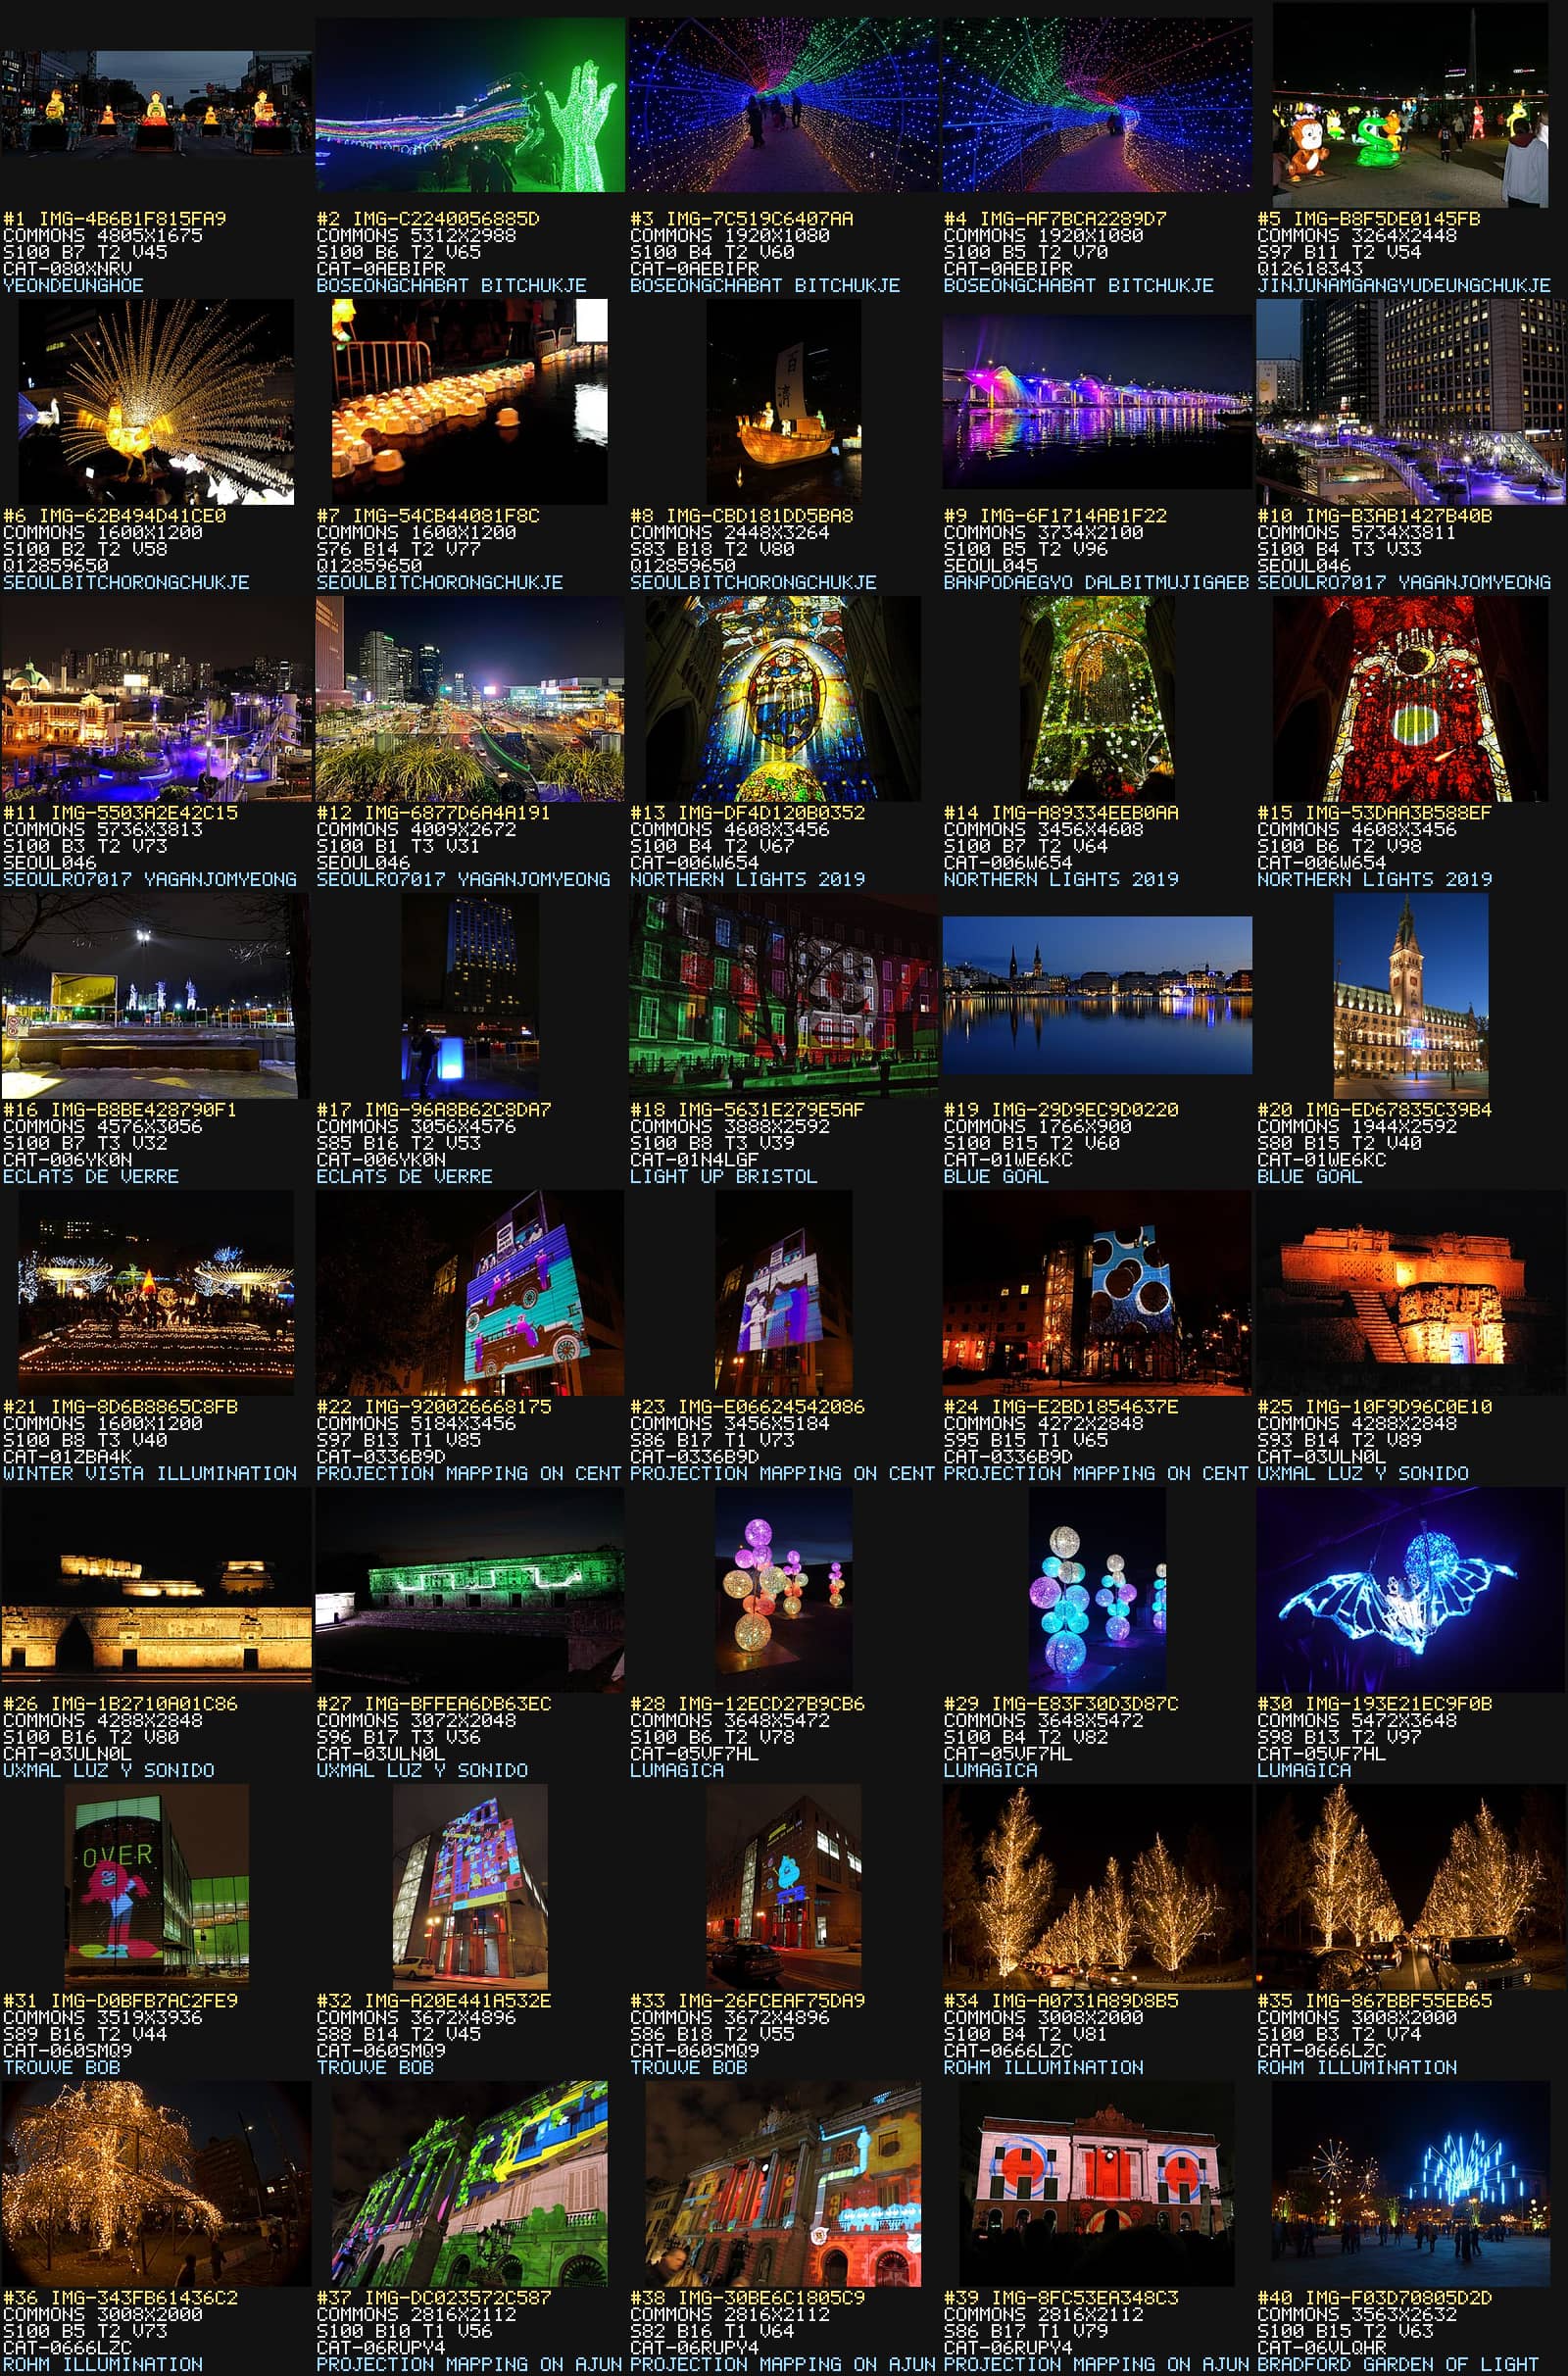 #1 IMG-4B6B1F815FA9
COMMONS 4805X1675
S100 B7 T2 V45
CAT-080XNRV
YEONDEUNGHOE
#2 IMG-C2240056885D
COMMONS 5312X2988
S100 B6 T2 V65
CAT-0AEBIPR
BOSEONGCHABAT BITCHUKJE
#3 IMG-7C519C6407AA
COMMONS 1920X1080
S100 B4 T2 V60
CAT-0AEBIPR
BOSEONGCHABAT BITCHUKJE
#4 IMG-AF7BCA2289D7
COMMONS 1920X1080
S100 B5 T2 V70
CAT-0AEBIPR
BOSEONGCHABAT BITCHUKJE
#5 IMG-B8F5DE0145FB
COMMONS 3264X2448
S97 B11 T2 V54
Q12618343
JINJUNAMGANGYUDEUNGCHUKJE
百濟
#6 IMG-62B494D41CE0
COMMONS 1600X1200
S100 B2 T2 V58
Q12859650
SEOULBITCHORONGCHUKJE
#7 IMG-54CB44081F8C
COMMONS 1600X1200
S76 B14 T2 V77
Q12859650
SEOULBITCHORONGCHUKJE
#8 IMG-CBD181DD5BA8
COMMONS 2448X3264
S83 B18 T2 V80
Q12859650
SEOULBITCHORONGCHUKJE
#9 IMG-6F1714AB1F22
COMMONS 3734X2100
S100 B5 T2 V96
SEOUL045
BANPODAEGYO DALBITMUJIGAEB
#10 IMG-B3AB1427B40B
COMMONS 5734X3811
S100 B4 T3 V33
SEOUL046
SEOULRO7017 YAGANJOMYEONG
#11 IMG-5503A2E42C15
COMMONS 5736X3813
S100 B3 T2 V73
SEOUL046
SEOULRO7017 YAGANJOMYEONG
#12 IMG-6877D6A4A191
COMMONS 4009X2672
S100 B1 T3 V31
SEOUL046
SEOULRO7017 YAGANJOMYEONG
#13 IMG-DF4D120B0352
COMMONS 4608X3456
S100 B4 T2 V67
CAT-006W654
NORTHERN LIGHTS 2019
#14 IMG-A89334EEB0AA
COMMONS 3456X4608
S100 B7 T2 V64
CAT-006W654
NORTHERN LIGHTS 2019
#15 IMG-53DAA3B588EF
COMMONS 4608X3456
S100 B6 T2 V98
CAT-006W654
NORTHERN LIGHTS 2019
#16 IMG-B8BE428790F1
COMMONS 4576X3056
S100 B7 T3 V32
CAT-006YK0N
ECLATS DE VERRE
#17 IMG-96A8B62C8DA7
COMMONS 3056X4576
S85 B16 T2 V53
CAT-006YK0N
ECLATS DE VERRE
#18 IMG-5631E279E5AF
COMMONS 3888X2592
S100 B8 T3 V39
CAT-01N4LGF
LIGHT UP BRISTOL
#19 IMG-29D9EC9D0220
COMMONS 1766X900
S100 B15 T2 V60
CAT-01WE6KC
BLUE GOAL
#20 IMG-ED67835C39B4
COMMONS 1944X2592
S80 B15 T2 V40
CAT-01WE6KC
BLUE GOAL
#21 IMG-8D6B8865C8FB
COMMONS 1600X1200
S100 B8 T3 V40
CAT-01ZBA4K
WINTER VISTA ILLUMINATION
#22 IMG-920026668175
COMMONS 5184X3456
S97 B13 T1 V85
CAT-0336B9D
PROJECTION MAPPING ON CENT
#23 IMG-E06624542086
COMMONS 3456X5184
S86 B17 T1 V73
CAT-0336B9D
PROJECTION MAPPING ON CENT
#24 IMG-E2BD1854637E
COMMONS 4272X2848
S95 B15 T1 V65
CAT-0336B9D
PROJECTION MAPPING ON CENT
#25 IMG-10F9D96C0E10
COMMONS 4288X2848
S93 B14 T2 V89
CAT-03ULN0L
UXMAL LUZ Y SONIDO
#26 IMG-1B2710A01C86
COMMONS 4288X2848
S100 B16 T2 V80
CAT-03ULN0L
UXMAL LUZ Y SONIDO
#27 IMG-BFFEA6DB63EC
COMMONS 3072X2048
S96 B17 T3 V36
CAT-03ULN0L
UXMAL LUZ Y SONIDO
#28 IMG-12ECD27B9CB6
COMMONS 3648X5472
S100 B6 T2 V78
CAT-05VF7HL
LUMAGICA
#29 IMG-E83F30D3D87C
COMMONS 3648X5472
S100 B4 T2 V82
CAT-05VF7HL
LUMAGICA
#30 IMG-193E21EC9F0B
COMMONS 5472X3648
S98 B13 T2 V97
CAT-05VF7HL
LUMAGICA
OVER
#31 IMG-D0BFB7AC2FE9
COMMONS 3519X3936
S89 B16 T2 V44
CAT-060SMQ9
TROUVE BOB
#32 IMG-A20E441A532E
COMMONS 3672X4896
S88 B14 T2 V45
CAT-060SMQ9
TROUVE BOB
#33 IMG-26FCEAF75DA9
COMMONS 3672X4896
S86 B18 T2 V55
CAT-060SMQ9
TROUVE BOB
#34 IMG-A0731A89D8B5
COMMONS 3008X2000
S100 B4 T2 V81
CAT-0666LZC
ROHM ILLUMINATION
#35 IMG-867BBF55EB65
COMMONS 3008X2000
S100 B3 T2 V74
CAT-0666LZC
ROHM ILLUMINATION
#36 IMG-343FB61436C2
COMMONS 3008X2000
S100 B5 T2 V73
CAT-0666LZC
ROHM ILLUMINATION
#37 IMG-DC023572C587
COMMONS 2816X2112
S100 B10 T1 V56
CAT-06RUPY4
PROJECTION MAPPING ON AJUN
#38 IMG-30BE6C1805C9
COMMONS 2816X2112
S82 B16 T1 V64
CAT-06RUPY4
PROJECTION MAPPING ON AJUN
#39 IMG-8FC53EA348C3
COMMONS 2816X2112
S86 B17 T1 V79
CAT-06RUPY4
PROJECTION MAPPING ON AJUN
#40 IMG-F03D70805D2D
COMMONS 3563X2632
S100 B15 T2 V63
CAT-06VLQHR
BRADFORD GARDEN OF LIGHT